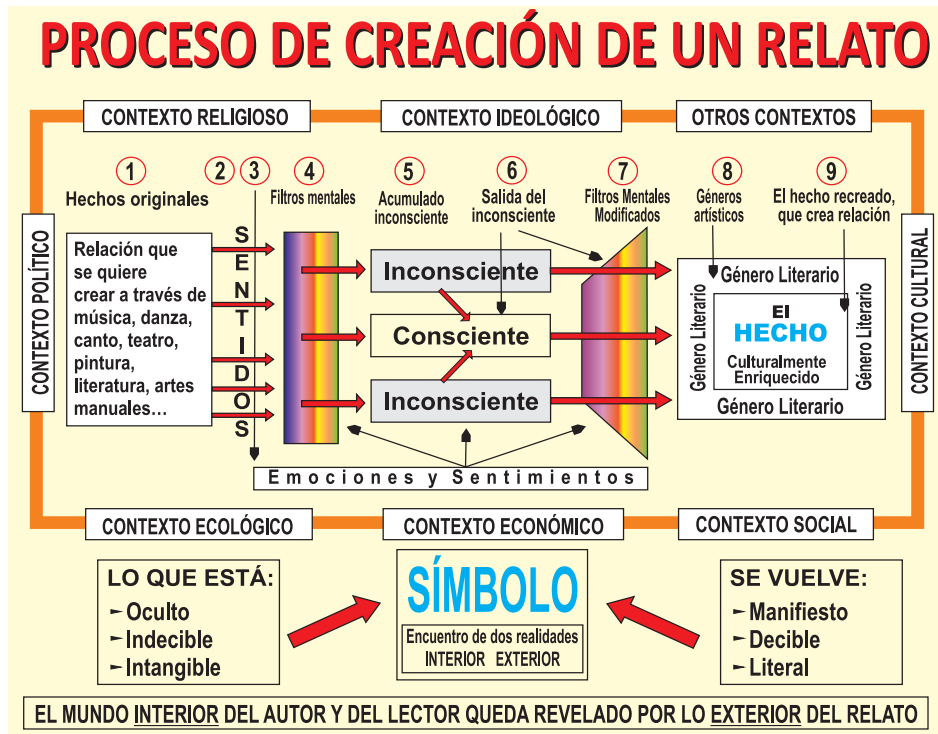 PROCESO DE CREACIÓN DE UN RELATO
CONTEXTO RELIGIOSO
CONTEXTO IDEOLÓGICO
OTROS CONTEXTOS
CONTEXTO POLÍTICO
CONTEXTO CULTURAL
1
Hechos originales
2
3
4
Filtros mentales
5
Acumulado
inconsciente
6
Salida del
inconsciente
7
Filtros Mentales
Modificados
8
Géneros
artísticos
9
El hecho recreado,
que crea relación
Relación que
se quiere
crear a través de
música, danza,
canto, teatro,
pintura,
literatura, artes
manuales...
SENTIDOS
Inconsciente
Consciente
Inconsciente
Género Literario
Género Literario
El
HECHO
Culturalmente
Enriquecido
Género Literario
Género Literario
Emociones y Sentimientos
CONTEXTO ECOLÓGICO
CONTEXTO ECONÓMICO
CONTEXTO SOCIAL
LO QUE ESTÁ:
- Oculto
- Indecible
- Intangible
SÍMBOLO
Encuentro de dos realidades
INTERIOR EXTERIOR
SE VUELVE:
- Manifiesto
- Decible
- Literal
EL MUNDO INTERIOR DEL AUTOR Y DEL LECTOR QUEDA REVELADO POR LO EXTERIOR DEL RELATO